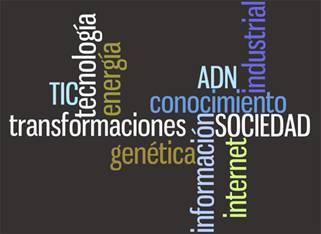 tecnología
energía
TIC
ADN
industrial
conocimiento
transformaciones
SOCIEDAD
genética
información
internet